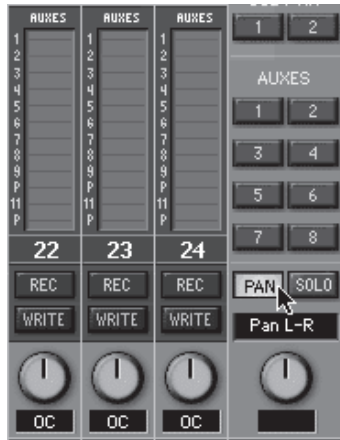 AUXES AUXES AUXES
1 2
1 1 1
2 2 2
3 3 3
4 4 4
5 5 5
6 6 6
7 7 7
8 8 8
9 9 9
P P P
11 11 11
P P P
AUXES
1 2
3 4
5 6
7 8
22 23 24
REC REC REC PAN SOLO
WRITE WRITE WRITE Pan L-R
OC OC OC